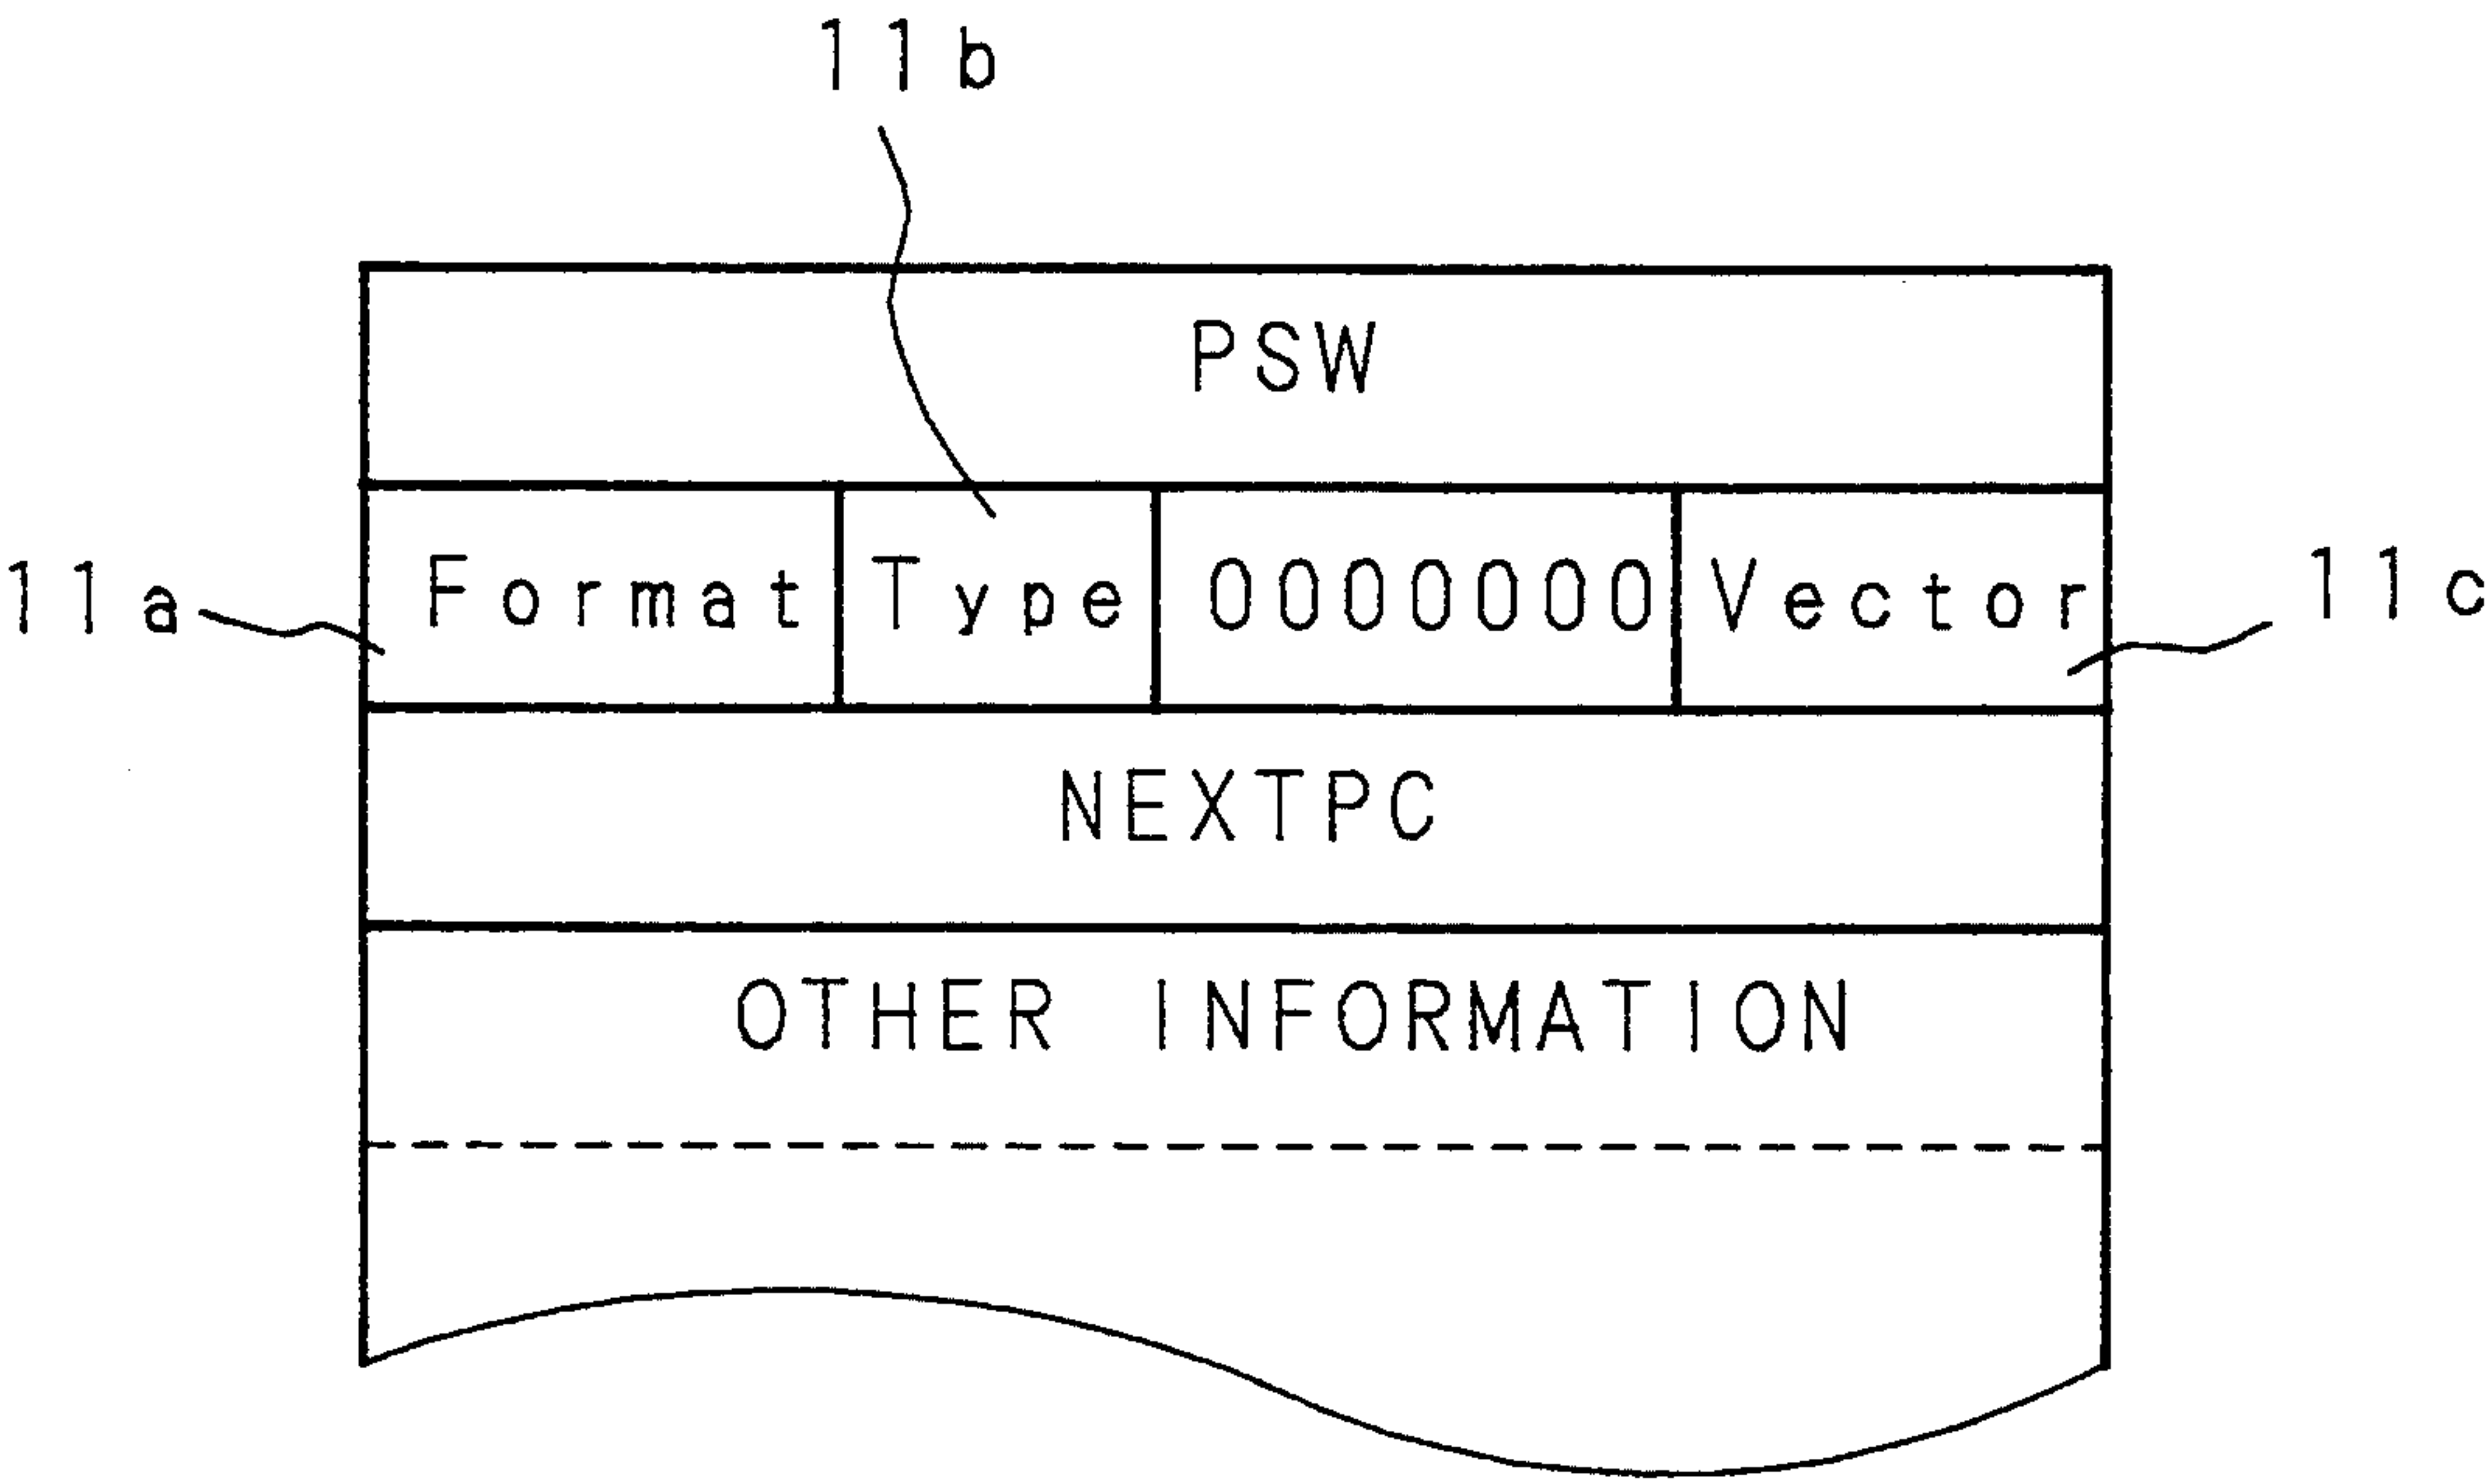 11b
PSW
11a Format Type 0000000 Vector 11c
NEXTPC
OTHER INFORMATION